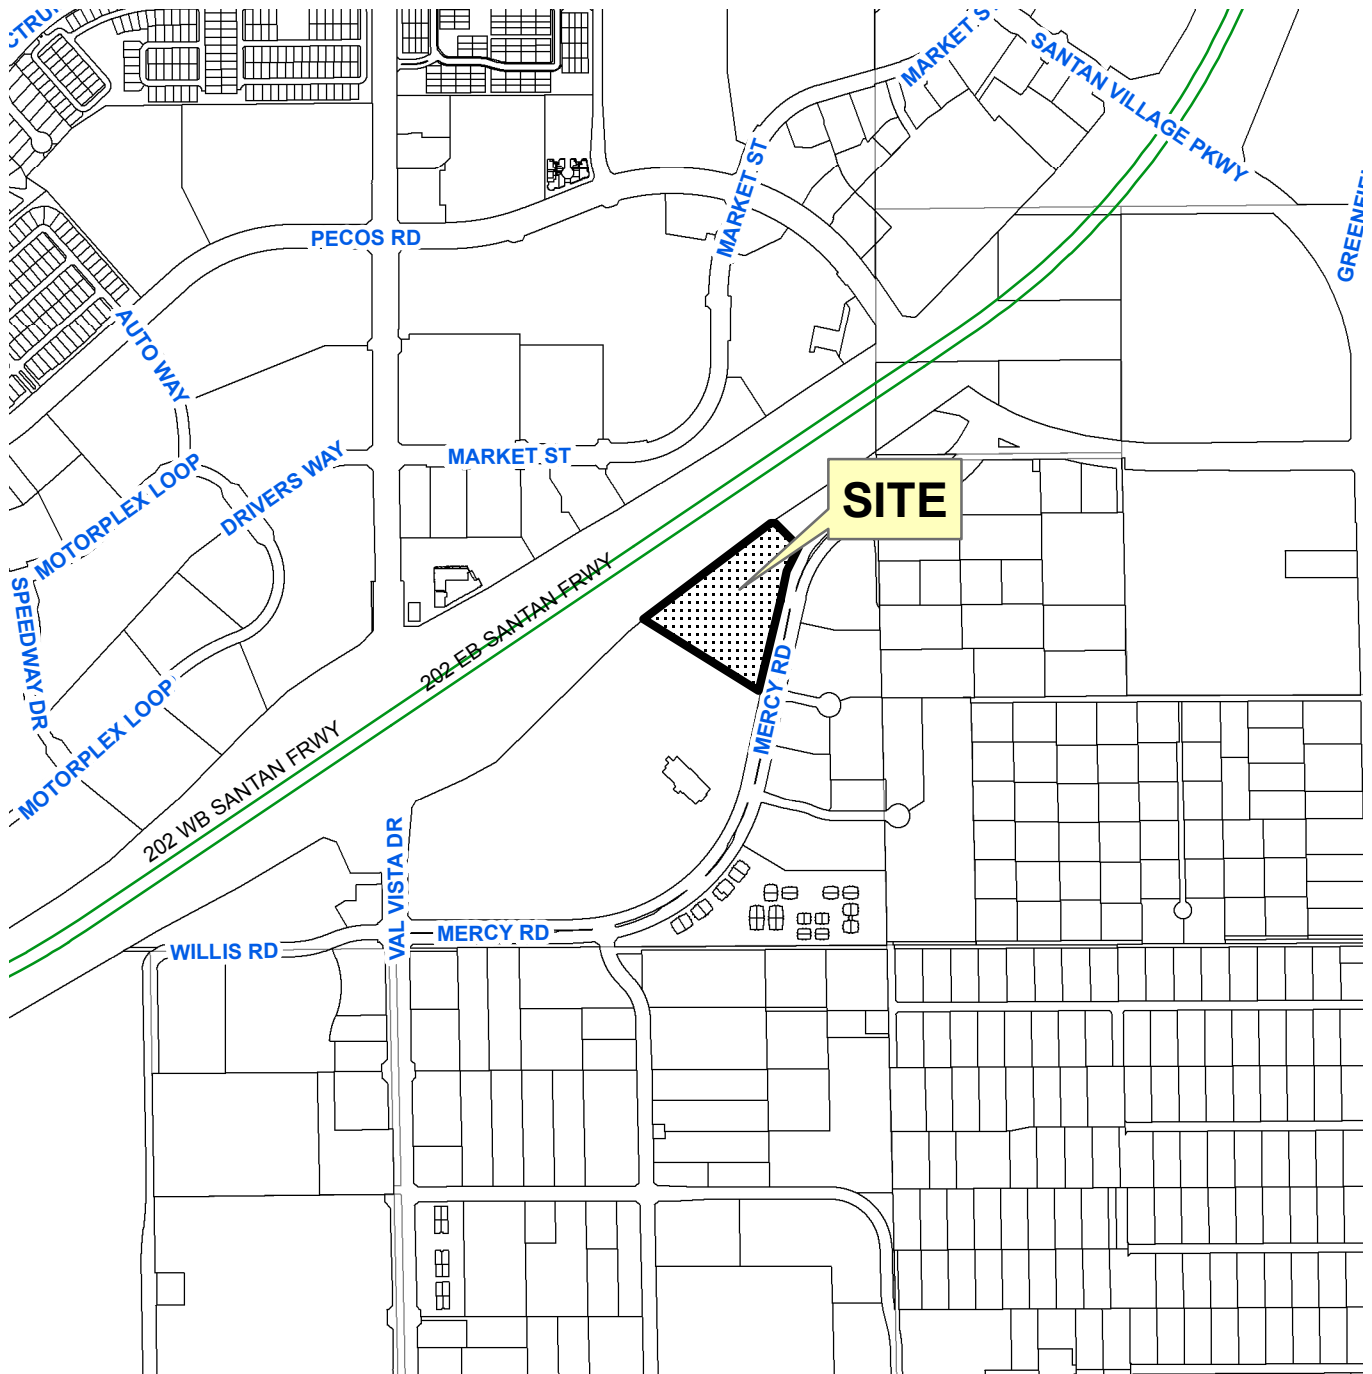 MARKET S
SANTAN VILLAGE PKWY
MARKET ST
PECOS RD
AUTO WAY
MARKET ST
DRIVERS WAY
MOTORPLEX LOOP
SITE
SPEEDWAY DR
202 EB SANTAN FRWY
MERCY RD
MOTORPLEX LOOP
202 WB SANTAN FRWY
VAL VISTA DR
MERCY RD
WILLIS RD